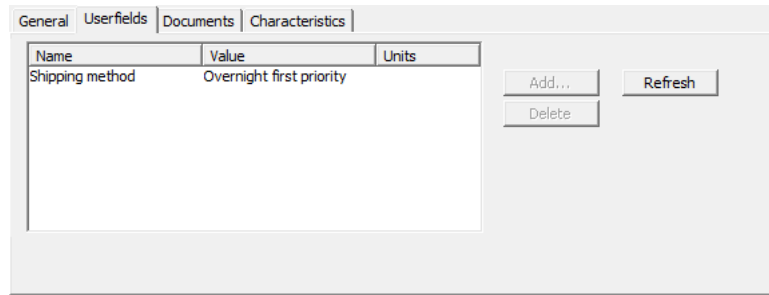 General Userfields Documents Characteristics
Name Value Units
Shipping method Overnight first priority
Add... Refresh
Delete